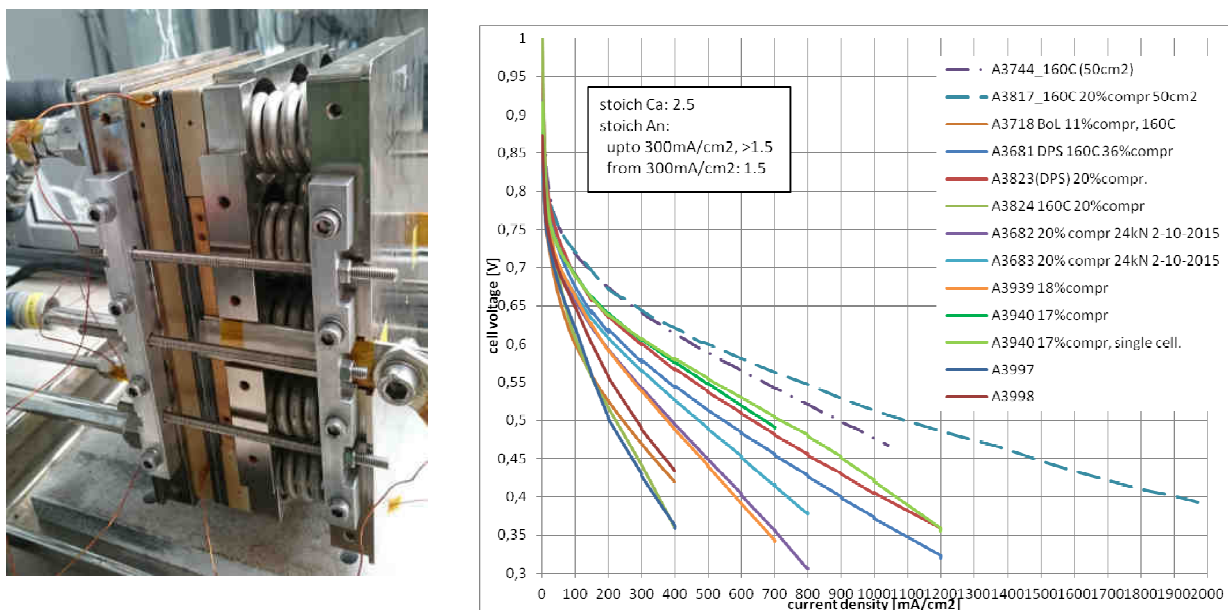 cell voltage [V]
1
0,95
0,9
0,85
0,8
0,75
0,7
0,65
0,6
0,55
0,5
0,45
0,4
0,35
0,3
stoich Ca: 2.5
stoich An:
upto 300mA/cm2, >1.5
from 300mA/cm2: 1.5
A3744_160C (50cm2)
A3817_160C 20%compr 50cm2
A3718 BoL 11%compr, 160C
A3681 DPS 160C 36%compr
A3823(DPS) 20%compr.
A3824 160C 20%compr
A3682 20% compr 24kN 2-10-2015
A3683 20% compr 24kN 2-10-2015
A3939 18%compr
A3940 17%compr
A3940 17%compr, single cell.
A3997
A3998
0 100 200 300 400 500 600 700 800 900 1000 1100 1200 1300 1400 1500 1600 1700 1800 1900 2000
current density [mA/cm2]